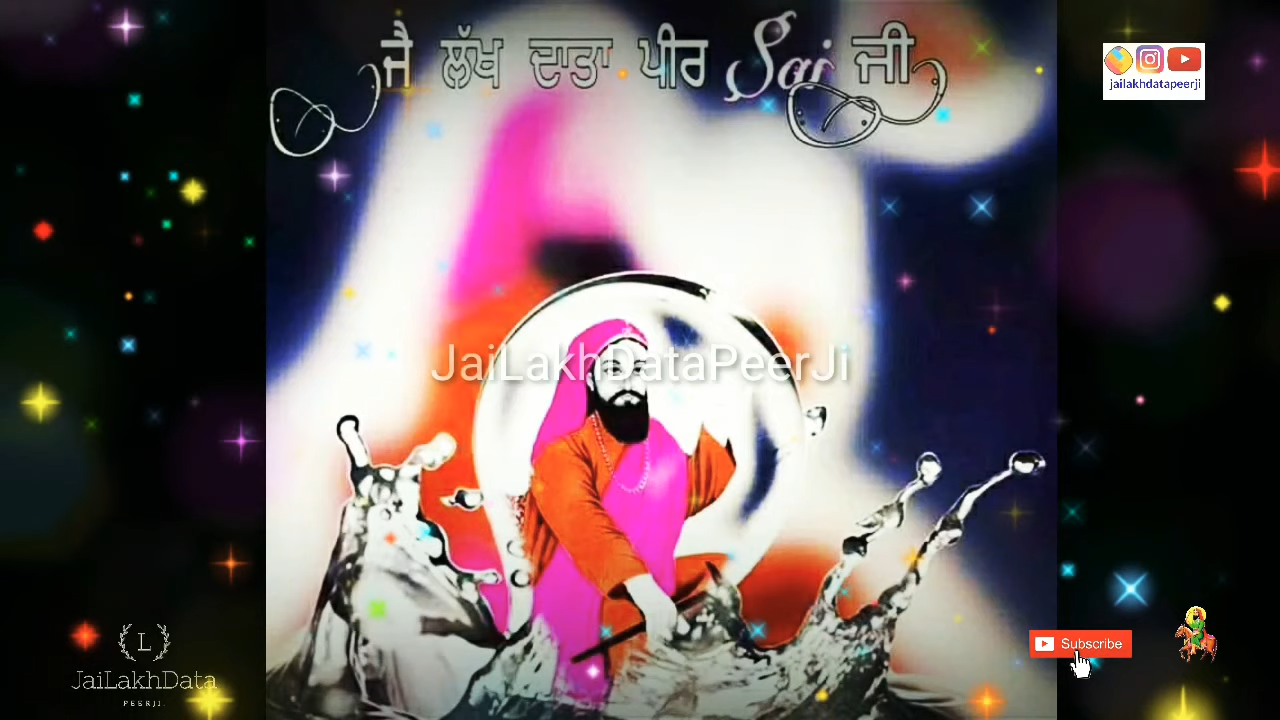 ਜੈ ਲੱਖ ਦਾਤਾ ਪੀਰ Sai ਜੀ
jailakhdatapeerji
JaiLakhDataPeerJi
Subscribe
L
JaiLakhData
PEERJI